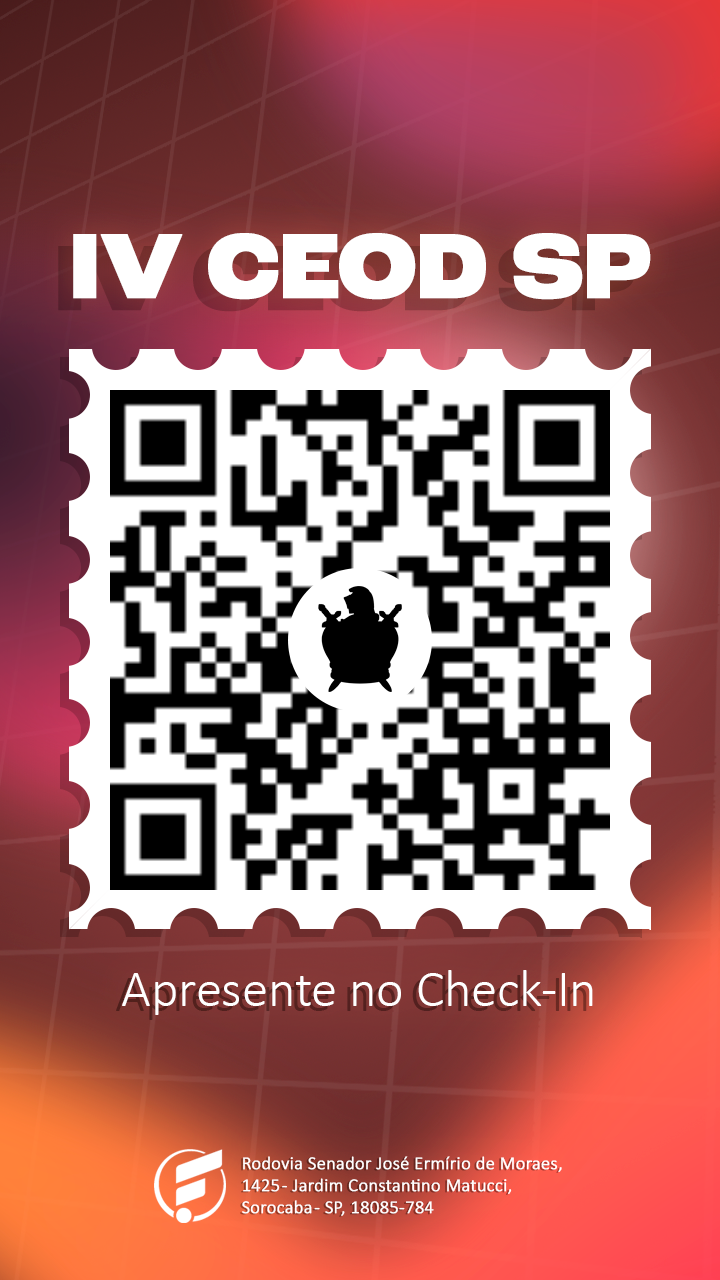 IV CEOD SP
Apresente no Check-In
Rodovia Senador José Ermírio de Moraes,
1425- Jardim Constantino Matucci,
Sorocaba- SP, 18085-784